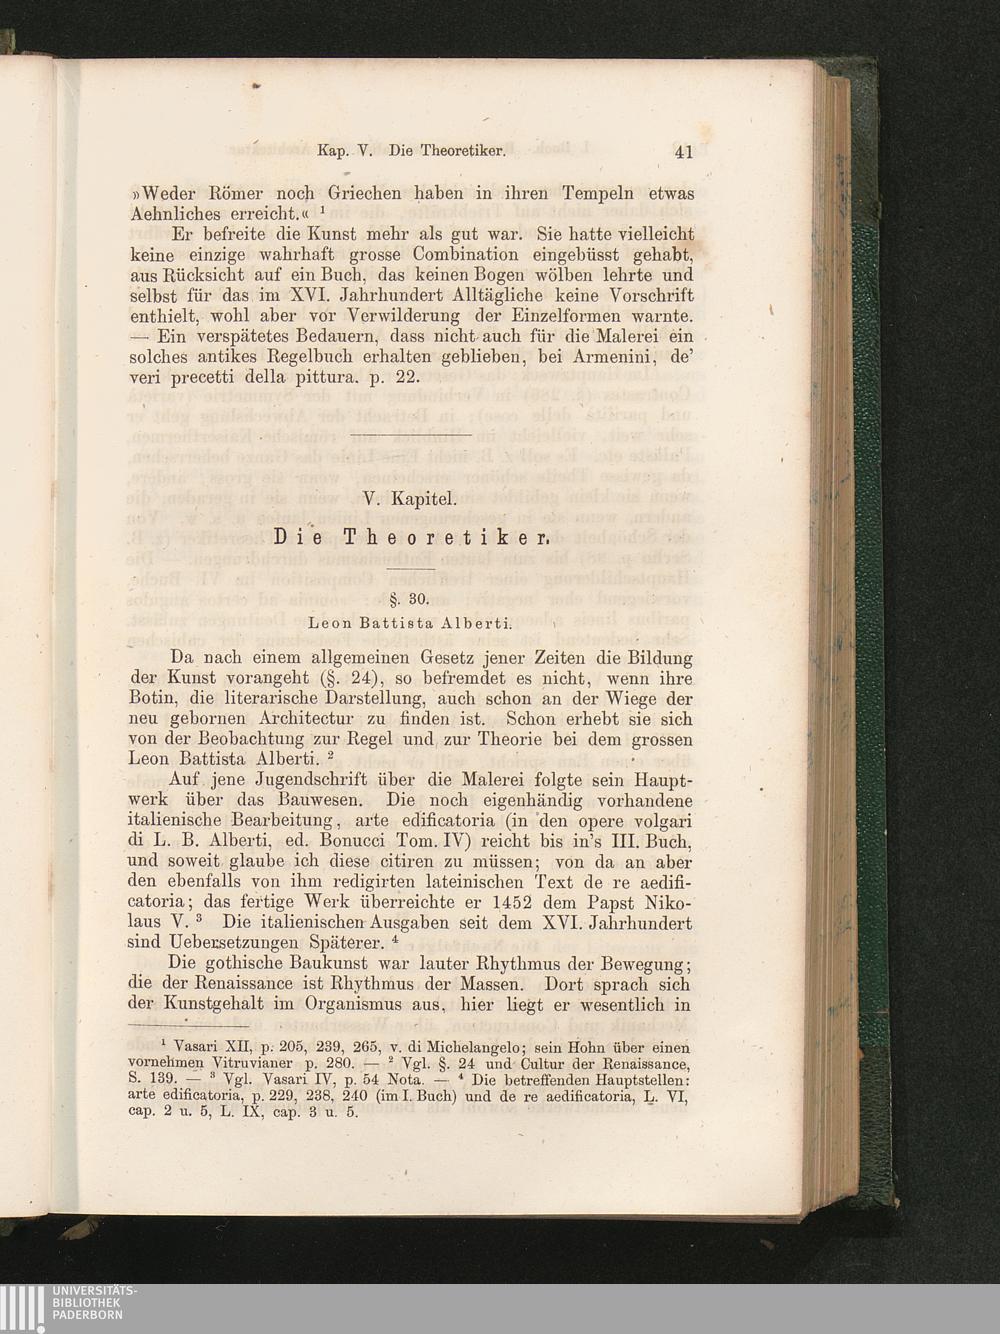 Kap. V. Die Theoretiker. 41
»Weder Römer noch Griechen haben in ihren Tempeln etwas
Aehnliches erreicht.« ¹
Er befreite die Kunst mehr als gut war. Sie hatte vielleicht
keine einzige wahrhaft grosse Combination eingebüsst gehabt,
aus Rücksicht auf ein Buch, das keinen Bogen wölben lehrte und
selbst für das im XVI. Jahrhundert Alltägliche keine Vorschrift
enthielt, wohl aber vor Verwilderung der Einzelformen warnte.
— Ein verspätetes Bedauern, dass nicht auch für die Malerei ein
solches antikes Regelbuch erhalten geblieben, bei Armenini, de'
veri precetti della pittura. p. 22.
V. Kapitel.
Die Theoretiker.
§. 30.
Leon Battista Alberti.
Da nach einem allgemeinen Gesetz jener Zeiten die Bildung
der Kunst vorangeht (§. 24), so befremdet es nicht, wenn ihre
Botin, die literarische Darstellung, auch schon an der Wiege der
neu gebornen Architectur zu finden ist. Schon erhebt sie sich
von der Beobachtung zur Regel und zur Theorie bei dem grossen
Leon Battista Alberti. ²
Auf jene Jugendschrift über die Malerei folgte sein Haupt-
werk über das Bauwesen. Die noch eigenhändig vorhandene
italienische Bearbeitung, arte edificatoria (in den opere volgari
di L. B. Alberti, ed. Bonucci Tom. IV) reicht bis in's III. Buch,
und soweit glaube ich diese citiren zu müssen; von da an aber
den ebenfalls von ihm redigirten lateinischen Text de re aedifi-
catoria; das fertige Werk überreichte er 1452 dem Papst Niko-
laus V. ³ Die italienischen Ausgaben seit dem XVI. Jahrhundert
sind Uebersetzungen Späterer. ⁴
Die gothische Baukunst war lauter Rhythmus der Bewegung;
die der Renaissance ist Rhythmus der Massen. Dort sprach sich
der Kunstgehalt im Organismus aus, hier liegt er wesentlich in
¹ Vasari XII, p. 205, 239, 265, v. di Michelangelo; sein Hohn über einen
vornehmen Vitruvianer p. 280. — ² Vgl. §. 24 und Cultur der Renaissance,
S. 139. — ³ Vgl. Vasari IV, p. 54 Nota. — ⁴ Die betreffenden Hauptstellen:
arte edificatoria, p. 229, 238, 240 (im I. Buch) und de re aedificatoria, L. VI,
cap. 2 u. 5, L. IX, cap. 3 u. 5.
UNIVERSITÄTS-
BIBLIOTHEK
PADERBORN